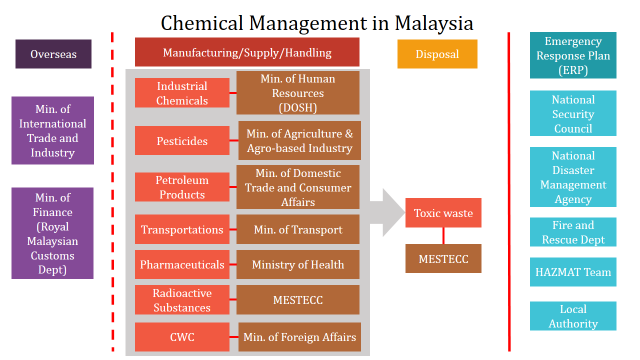 Chemical Management in Malaysia
Overseas
Min. of
International
Trade and
Industry
Min. of
Finance
(Royal
Malaysian
Customs
Dept)
Manufacturing/Supply/Handling
Industrial
Chemicals
Min. of Human
Resources
(DOSH)
Pesticides
Min. of Agriculture &
Agro-based Industry
Petroleum
Products
Min. of Domestic
Trade and Consumer
Affairs
Transportations
Min. of Transport
Pharmaceuticals
Ministry of Health
Radioactive
Substances
MESTECC
CWC
Min. of Foreign Affairs
Disposal
Toxic waste
MESTECC
Emergency
Response Plan
(ERP)
National
Security
Council
National
Disaster
Management
Agency
Fire and
Rescue Dept
HAZMAT Team
Local
Authority